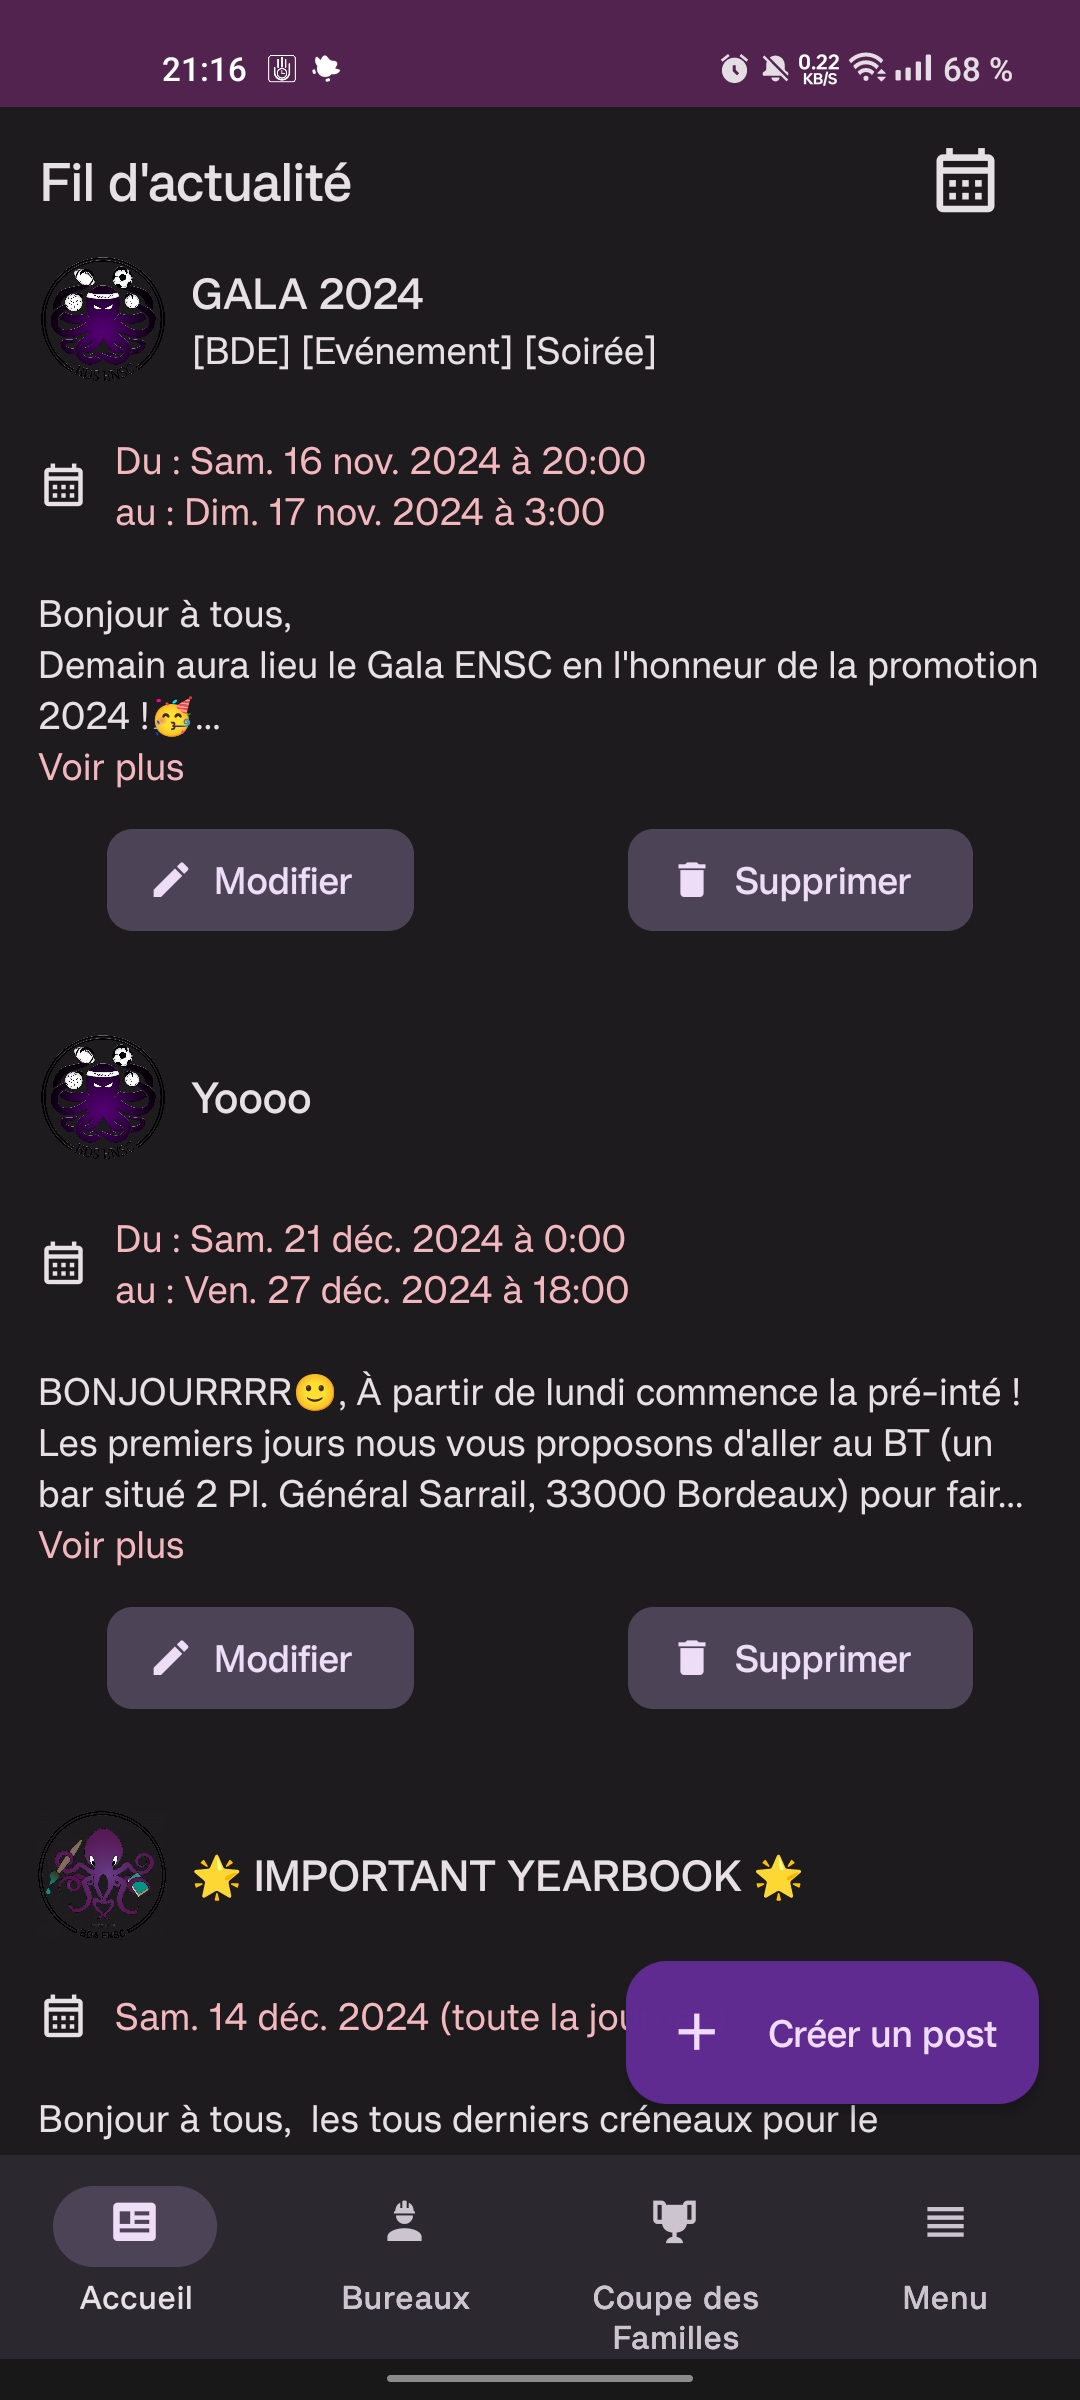 21:16
0.22
KB/S
68 %
Fil d'actualité
GALA 2024
[BDE] [Evénement] [Soirée]
Du : Sam. 16 nov. 2024 à 20:00
au : Dim. 17 nov. 2024 à 3:00
Bonjour à tous,
Demain aura lieu le Gala ENSC en l'honneur de la promotion
2024 !🥳...
Voir plus
Modifier
Supprimer
Yoooo
Du : Sam. 21 déc. 2024 à 0:00
au : Ven. 27 déc. 2024 à 18:00
BONJOURRRR🙂, À partir de lundi commence la pré-inté !
Les premiers jours nous vous proposons d'aller au BT (un
bar situé 2 Pl. Général Sarrail, 33000 Bordeaux) pour fair...
Voir plus
Modifier
Supprimer
BDA ENSC
🌟 IMPORTANT YEARBOOK 🌟
Sam. 14 déc. 2024 (toute la jou
Créer un post
Bonjour à tous,  les tous derniers créneaux pour le
Accueil
Bureaux
Coupe des
Familles
Menu